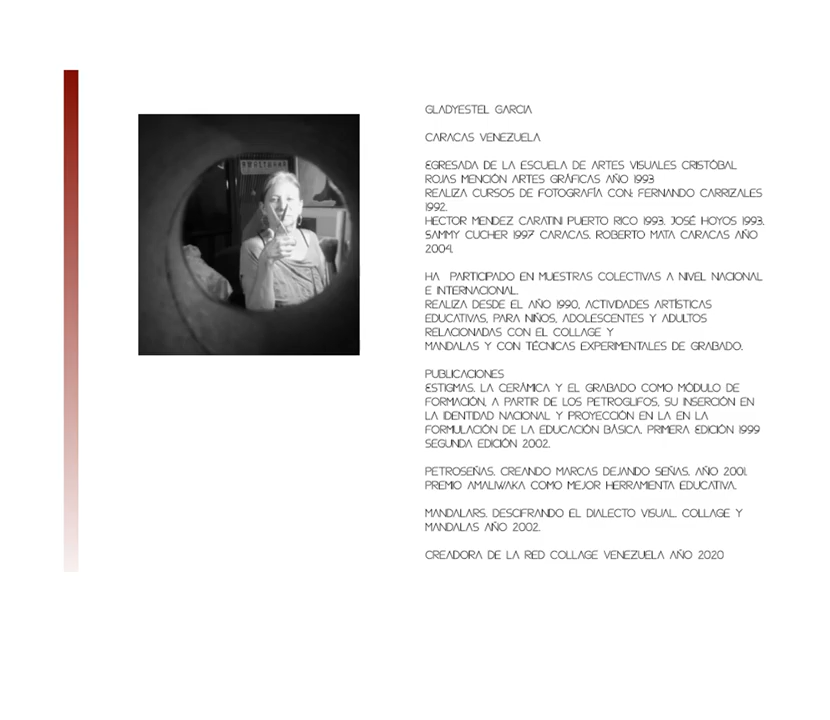 GLADYESTEL GARCIA
CARACAS VENEZUELA
EGRESADA DE LA ESCUELA DE ARTES VISUALES CRISTÓBAL
ROJAS MENCIÓN ARTES GRÁFICAS AÑO 1993
REALIZA CURSOS DE FOTOGRAFÍA CON: FERNANDO CARRIZALES
1992.
HECTOR MENDEZ CARATINI PUERTO RICO 1993. JOSÉ HOYOS 1993.
SAMMY CUCHER 1997 CARACAS. ROBERTO MATA CARACAS AÑO
2004.
HA PARTICIPADO EN MUESTRAS COLECTIVAS A NIVEL NACIONAL
E INTERNACIONAL.
REALIZA DESDE EL AÑO 1990, ACTIVIDADES ARTÍSTICAS
EDUCATIVAS, PARA NIÑOS, ADOLESCENTES Y ADULTOS
RELACIONADAS CON EL COLLAGE Y
MANDALAS Y CON TÉCNICAS EXPERIMENTALES DE GRABADO.
PUBLICACIONES
ESTIGMAS. LA CERÁMICA Y EL GRABADO COMO MÓDULO DE
FORMACIÓN, A PARTIR DE LOS PETROGLIFOS, SU INSERCIÓN EN
LA IDENTIDAD NACIONAL Y PROYECCIÓN EN LA EN LA
FORMULACIÓN DE LA EDUCACIÓN BÁSICA. PRIMERA EDICIÓN 1999
SEGUNDA EDICIÓN 2002.
PETROSEÑAS. CREANDO MARCAS DEJANDO SEÑAS. AÑO 2001.
PREMIO AMALIWAKA COMO MEJOR HERRAMIENTA EDUCATIVA.
MANDALARS. DESCIFRANDO EL DIALECTO VISUAL. COLLAGE Y
MANDALAS AÑO 2002.
CREADORA DE LA RED COLLAGE VENEZUELA AÑO 2020